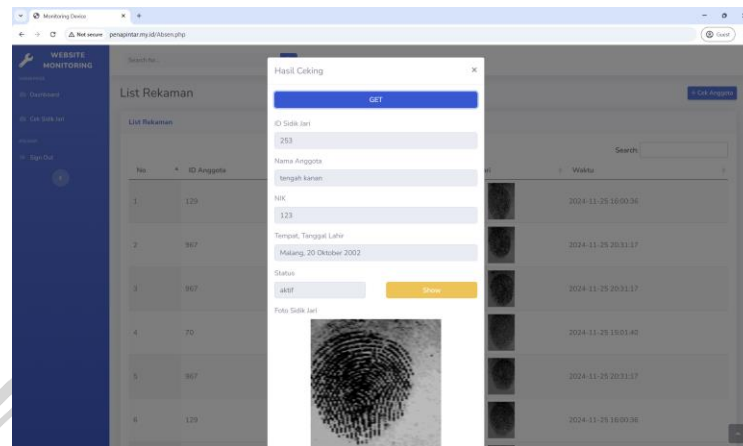 Monitoring Device
Not secure penapintar.my.id/Absen.php
Guest
WEBSITE
MONITORING
Search for...
Dashboard
Cek Sidik Jari
Sign Out
List Rekaman
+ Cek Anggota
List Rekaman
Search:
No ID Anggota Waktu
1 129 2024-11-25 16:00:36
2 967 2024-11-25 20:31:17
3 967 2024-11-25 20:31:17
4 70 2024-11-25 15:01:40
5 967 2024-11-25 20:31:17
6 129 2024-11-25 16:00:36
Hasil Ceking
GET
ID Sidik Jari
253
Nama Anggota
tengah kanan
NIK
123
Tempat, Tanggal Lahir
Malang, 20 Oktober 2002
Status
aktif Show
Foto Sidik Jari